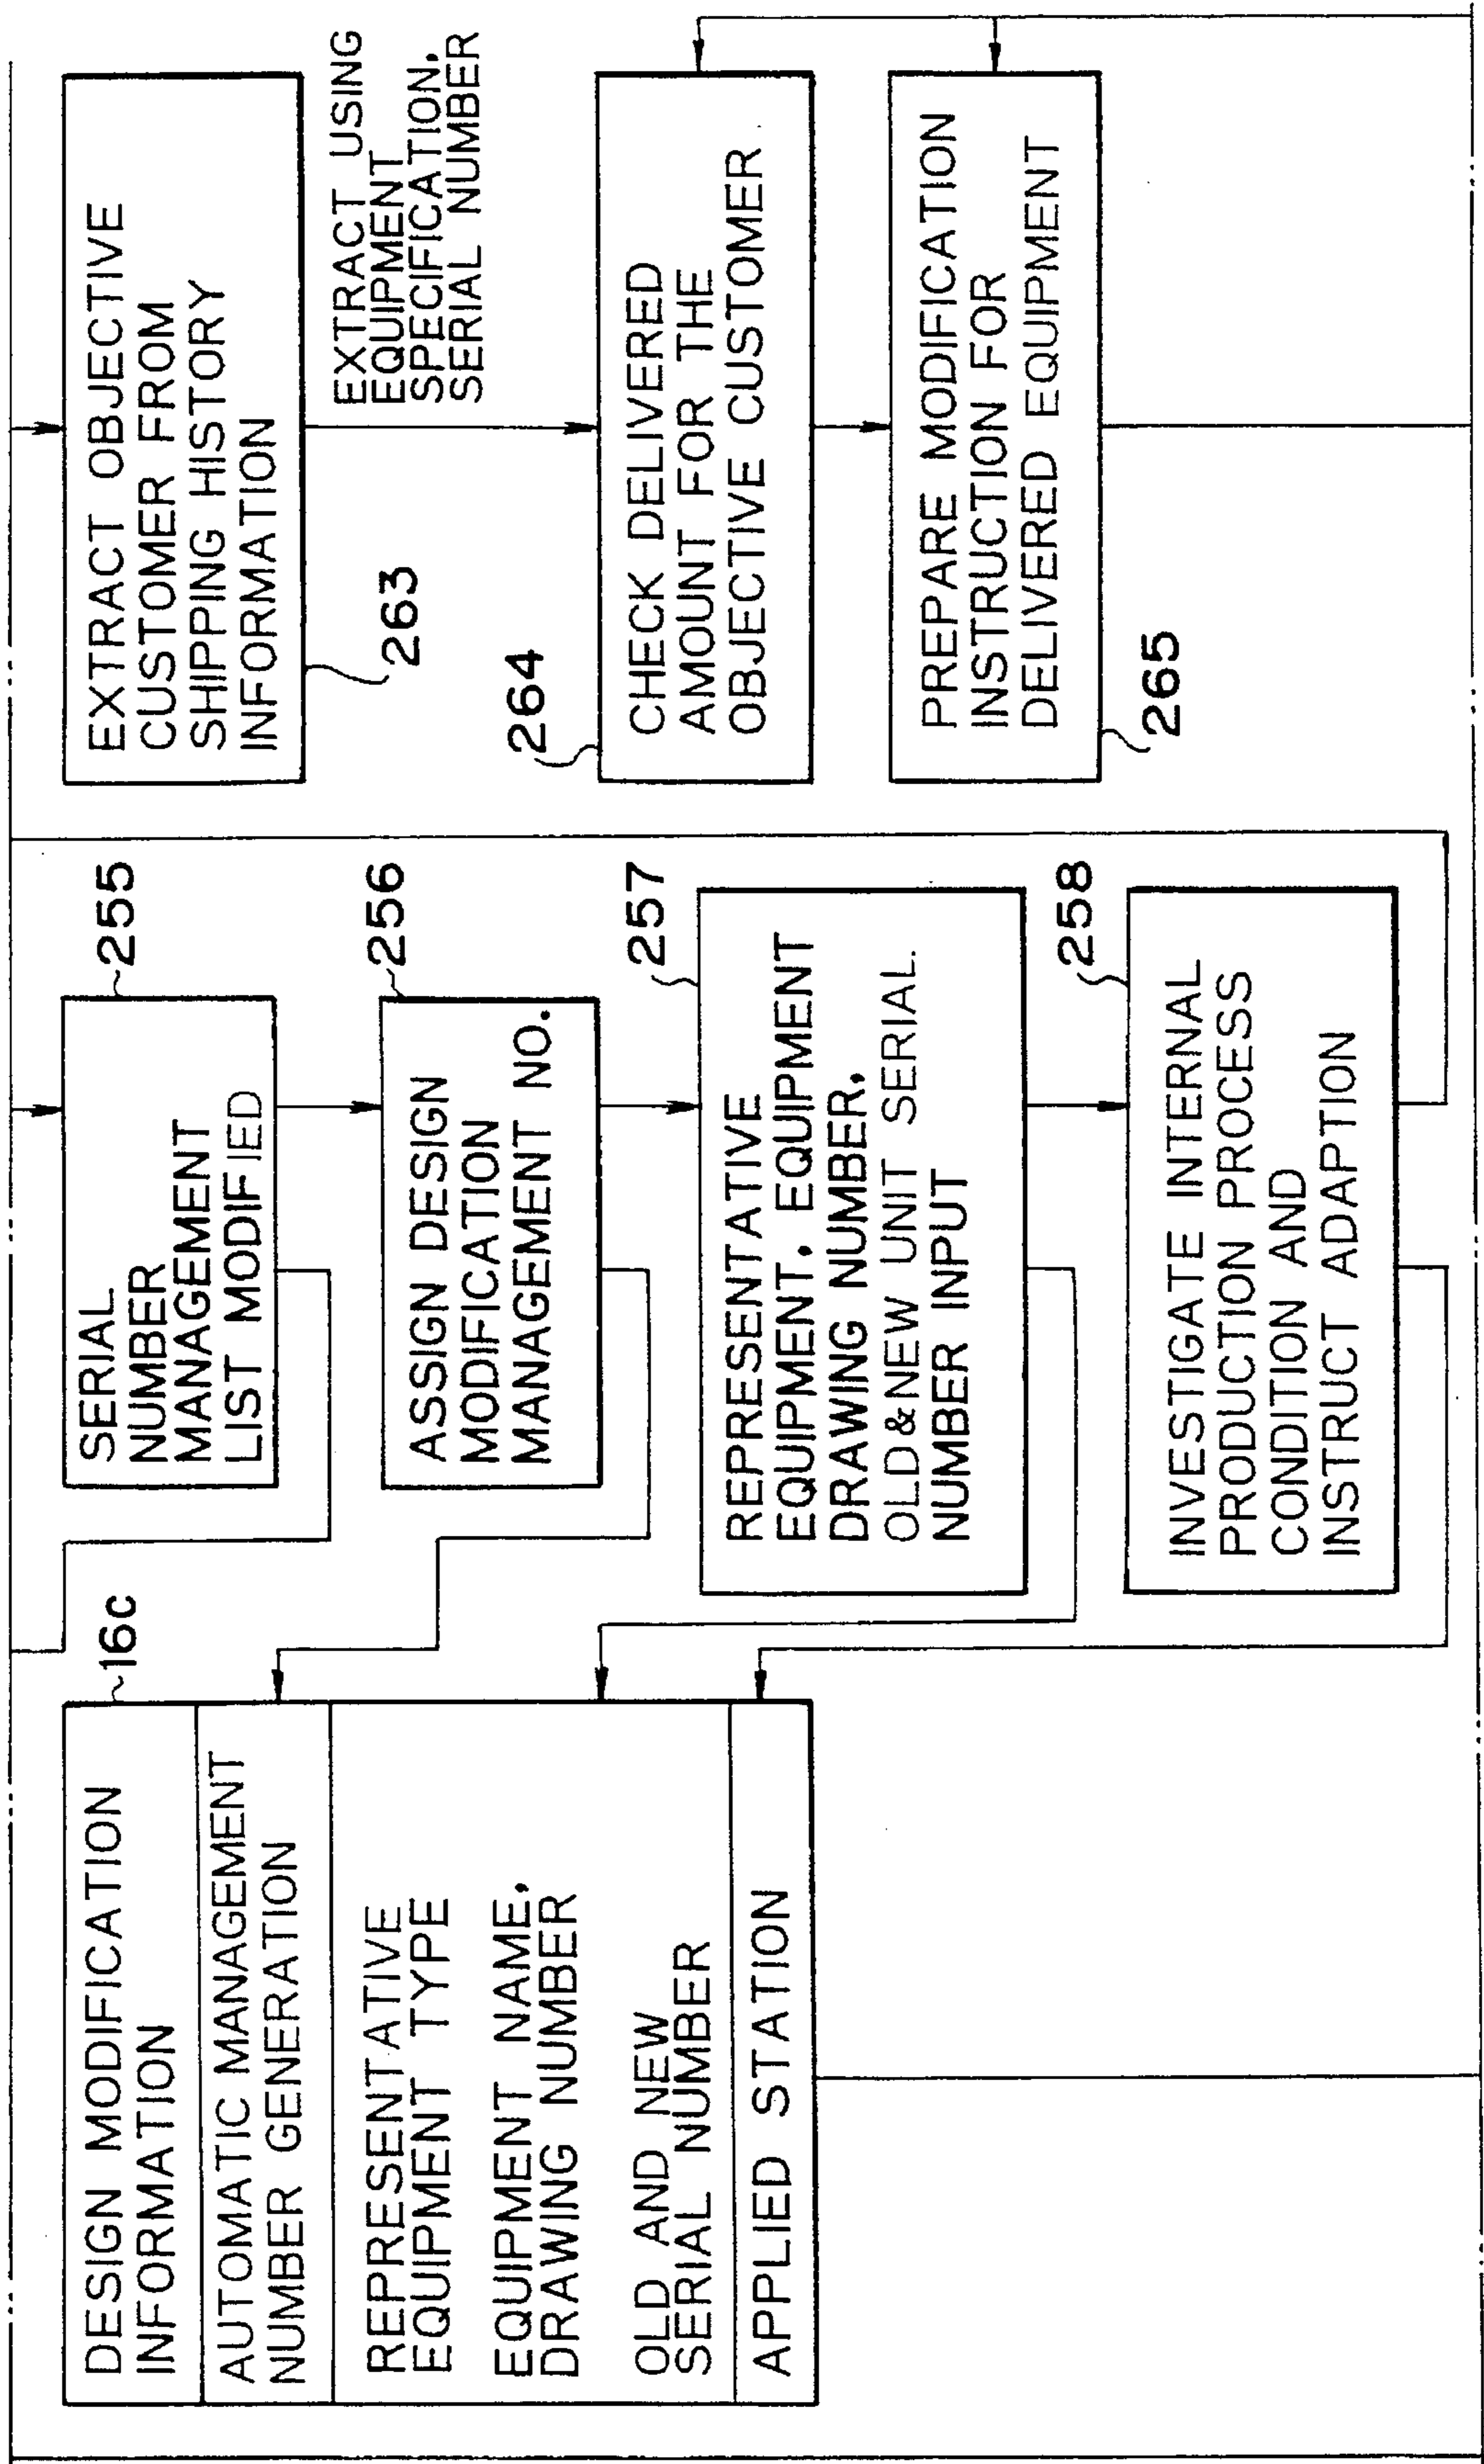 16c
DESIGN MODIFICATION
INFORMATION
AUTOMATIC MANAGEMENT
NUMBER GENERATION
REPRESENTATIVE
EQUIPMENT TYPE
EQUIPMENT NAME,
DRAWING NUMBER
OLD AND NEW
SERIAL NUMBER
APPLIED STATION
255
SERIAL
NUMBER
MANAGEMENT
LIST MODIFIED
256
ASSIGN DESIGN
MODIFICATION
MANAGEMENT NO.
257
REPRESENTATIVE
EQUIPMENT, EQUIPMENT
DRAWING NUMBER,
OLD&NEW UNIT SERIAL.
NUMBER INPUT
258
INVESTIGATE INTERNAL
PRODUCTION PROCESS
CONDITION AND
INSTRUCT ADAPTION
EXTRACT OBJECTIVE
CUSTOMER FROM
SHIPPING HISTORY
INFORMATION
263
EXTRACT USING
EQUIPMENT
SPECIFICATION,
SERIAL NUMBER
264
CHECK DELIVERED
AMOUNT FOR THE
OBJECTIVE CUSTOMER
PREPARE MODIFICATION
INSTRUCTION FOR
DELIVERED EQUIPMENT
265